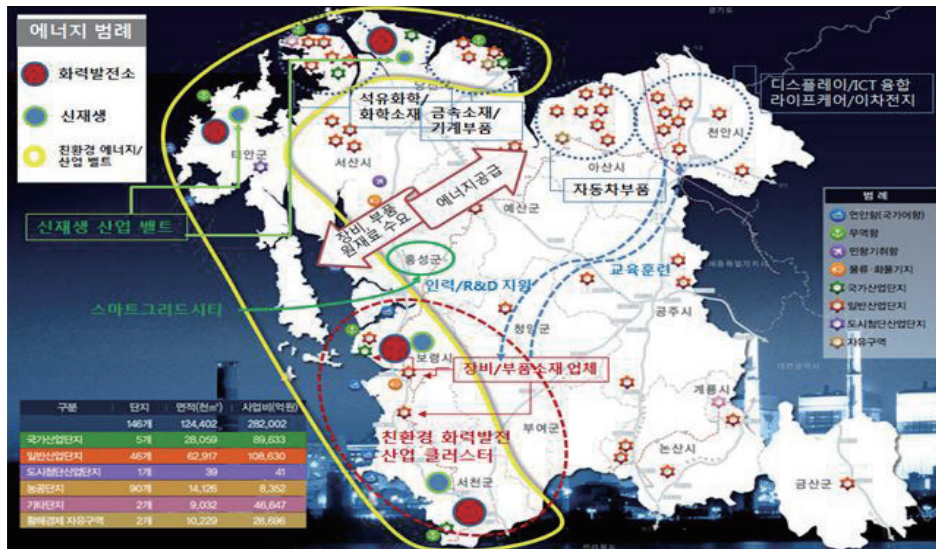 에너지 범례
화력발전소
신재생
친환경 에너지/
산업 벨트
석유화학/
화학소재
금속소재/
기계부품
디스플레이/ICT 융합
라이프케어/이차전지
천안시
아산시
자동차부품
서산시
태안군
예산군
신재생 산업 벨트
에너지공급
장비, 부품
원재료 수요
홍성군
인력/R&D 지원
교육훈련
스마트그리드시티
청양군
공주시
보령시
장비/부품소재 업체
계룡시
부여군
논산시
친환경 화력발전
산업 클러스터
서천군
금산군
범 례
연안항(국가어항)
무역항
민항기취항
물류·화물기지
국가산업단지
일반산업단지
도시첨단산업단지
자유구역
구분 단지 면적(천㎡) 사업비(억원)
146개 124,402 282,002
국가산업단지 5개 28,059 89,633
일반산업단지 46개 62,917 108,630
도시첨단산업단지 1개 39 41
농공단지 90개 14,126 8,352
기타단지 2개 9,032 46,647
황해경제 자유구역 2개 10,229 28,696